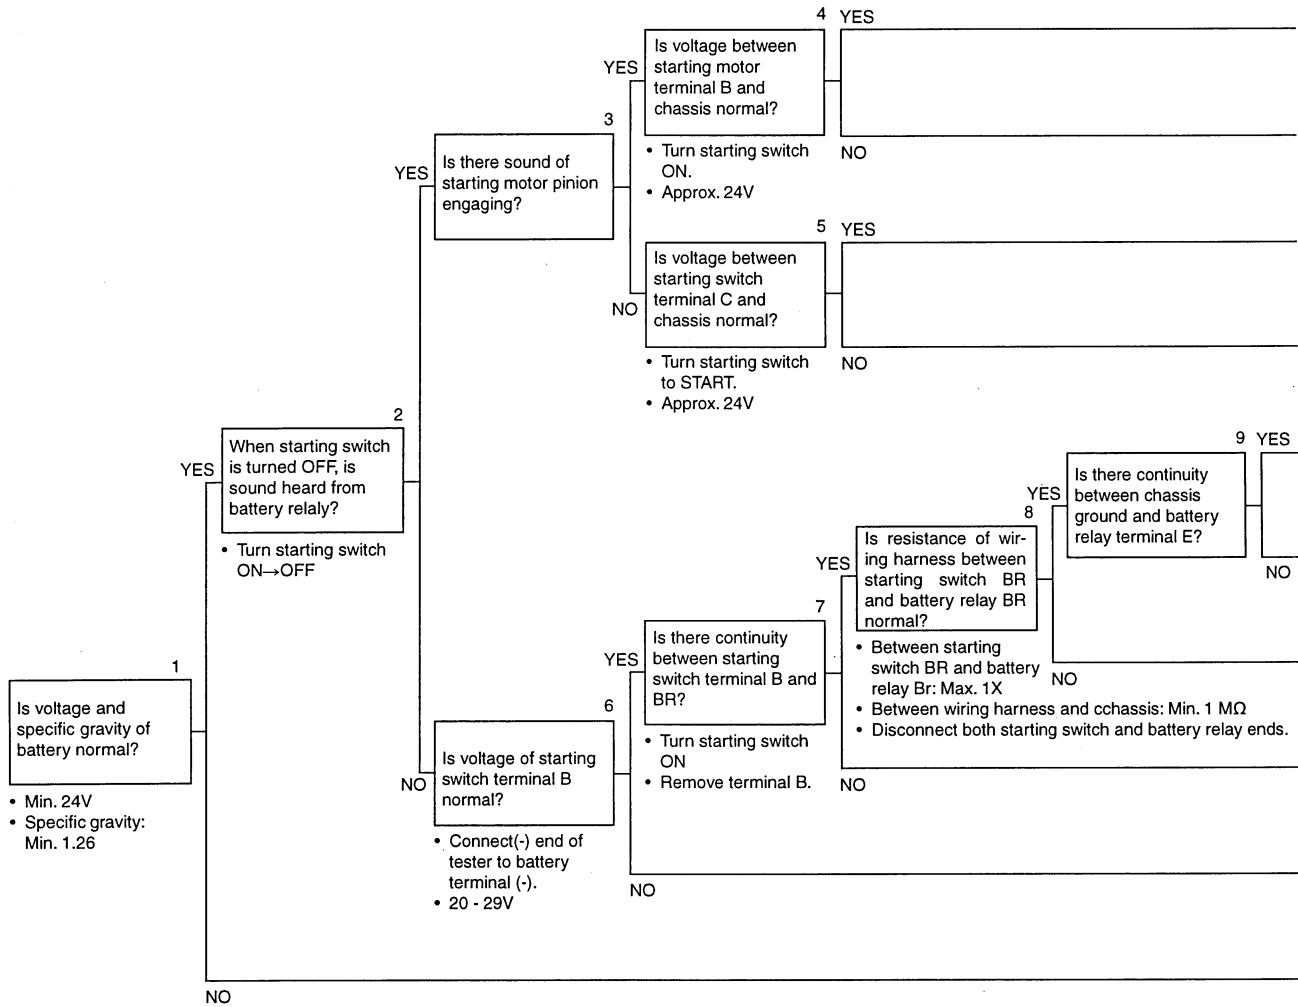 1
Is voltage and
specific gravity of
battery normal?
• Min. 24V
• Specific gravity:
Min. 1.26
YES
NO
2
When starting switch
is turned OFF, is
sound heard from
battery relaly?
• Turn starting switch
ON→OFF
YES
NO
3
Is there sound of
starting motor pinion
engaging?
YES
NO
4
Is voltage between
starting motor
terminal B and
chassis normal?
• Turn starting switch
ON.
• Approx. 24V
YES
NO
5
Is voltage between
starting switch
terminal C and
chassis normal?
• Turn starting switch
to START.
• Approx. 24V
YES
NO
6
Is voltage of starting
switch terminal B
normal?
• Connect(-) end of
tester to battery
terminal (-).
• 20 - 29V
YES
NO
7
Is there continuity
between starting
switch terminal B and
BR?
• Turn starting switch
ON
• Remove terminal B.
YES
NO
8
Is resistance of wir-
ing harness between
starting switch BR
and battery relay BR
normal?
• Between starting
switch BR and battery
relay Br: Max. 1X
• Between wiring harness and cchassis: Min. 1 MΩ
• Disconnect both starting switch and battery relay ends.
YES
NO
9
Is there continuity
between chassis
ground and battery
relay terminal E?
YES
NO